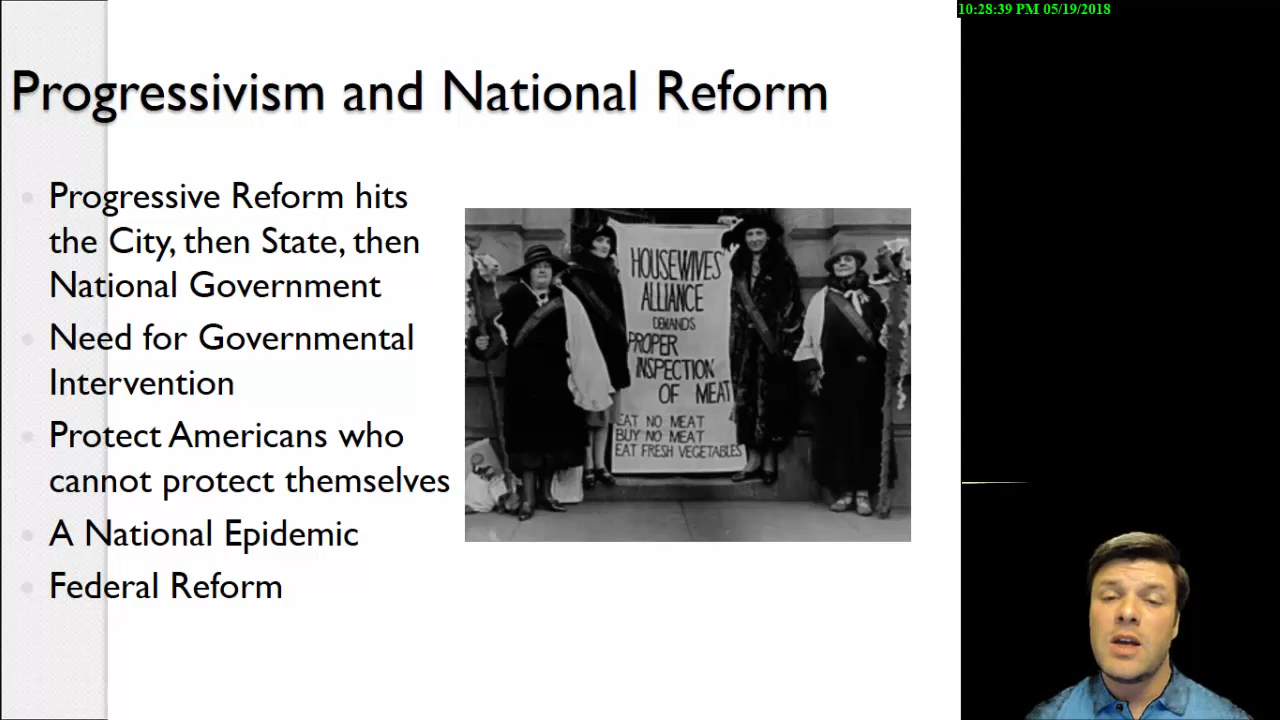 10:28:39 PM 05/19/2018
Progressivism and National Reform
Progressive Reform hits
the City, then State, then
National Government
Need for Governmental
Intervention
Protect Americans who
cannot protect themselves
A National Epidemic
Federal Reform
HOUSEWIVES'
ALLIANCE
DEMANDS
PROPER
INSPECTION
OF MEAT
EAT NO MEAT
BUY NO MEAT
EAT FRESH VEGETABLES